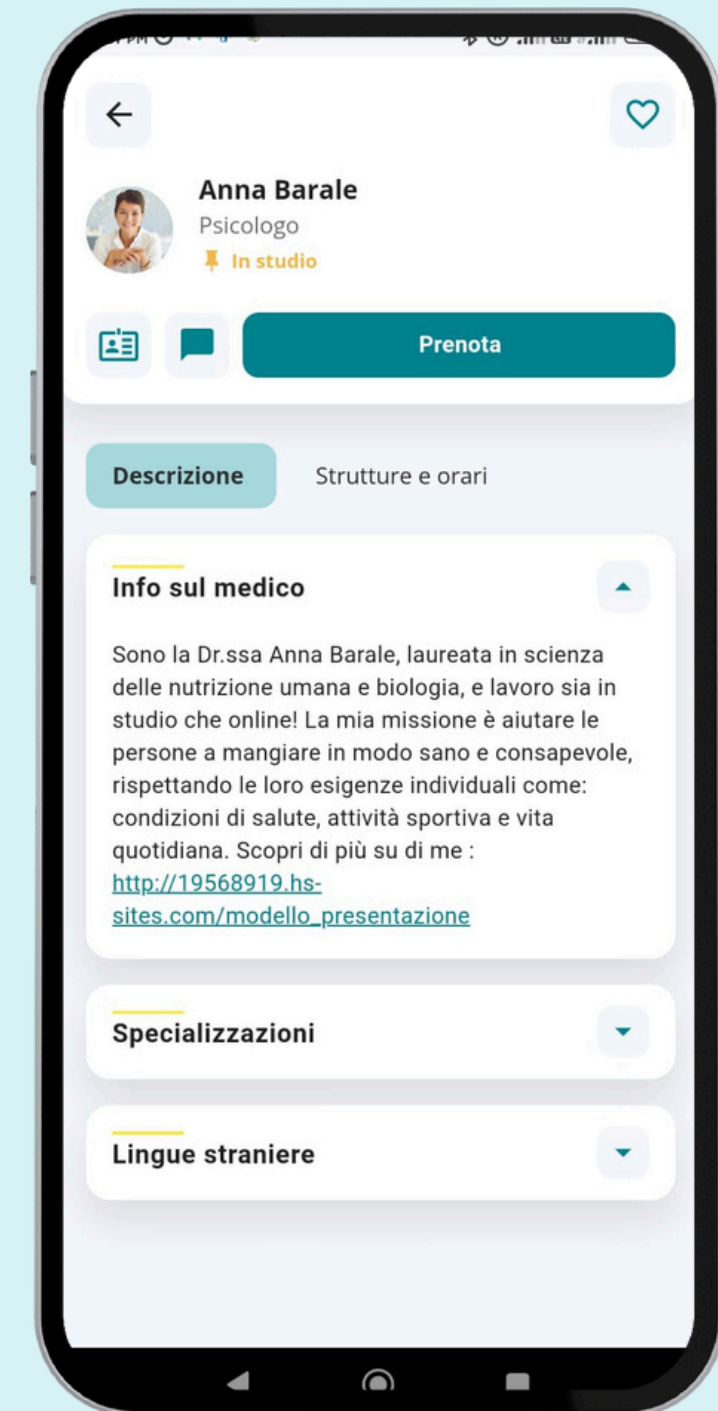 PM
Anna Barale
Psicologo
In studio
Prenota
Descrizione
Strutture e orari
Info sul medico
Sono la Dr.ssa Anna Barale, laureata in scienza
delle nutrizione umana e biologia, e lavoro sia in
studio che online! La mia missione è aiutare le
persone a mangiare in modo sano e consapevole,
rispettando le loro esigenze individuali come:
condizioni di salute, attività sportiva e vita
quotidiana. Scopri di più su di me :
http://19568919.hs-
sites.com/modello_presentazione
Specializzazioni
Lingue straniere